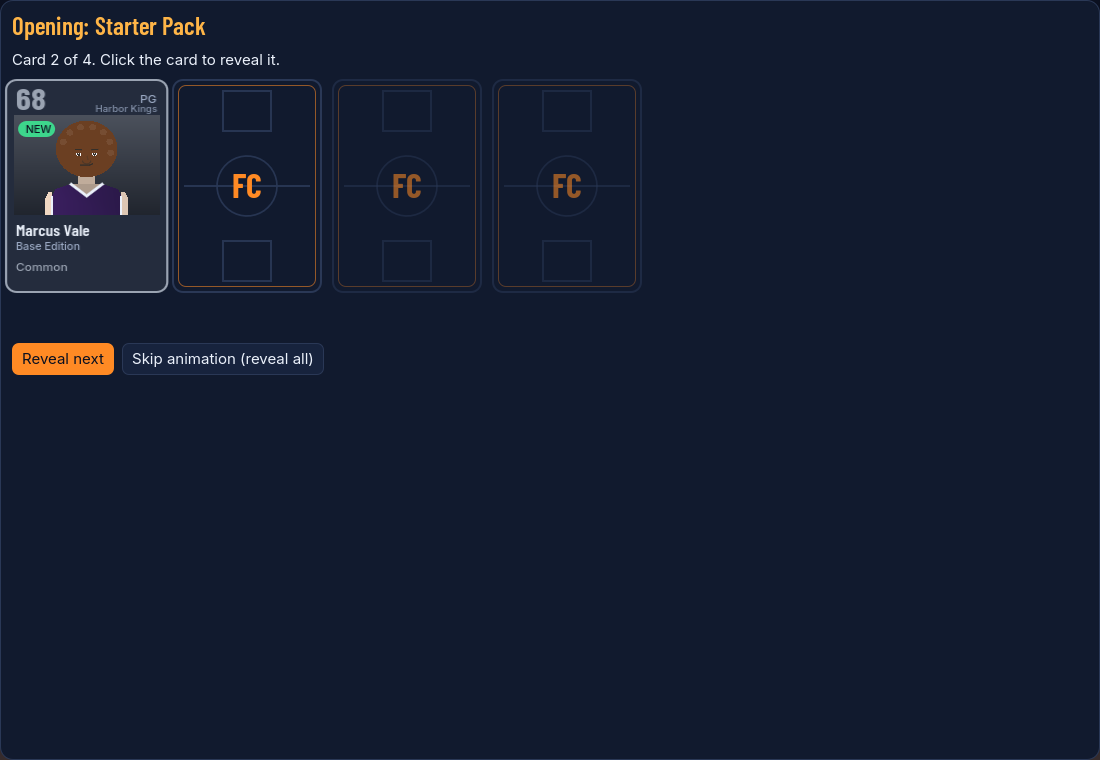 Opening: Starter Pack
Card 2 of 4. Click the card to reveal it.
68
PG
Harbor Kings
NEW
Marcus Vale
Base Edition
Common
FC
FC
FC
Reveal next
Skip animation (reveal all)